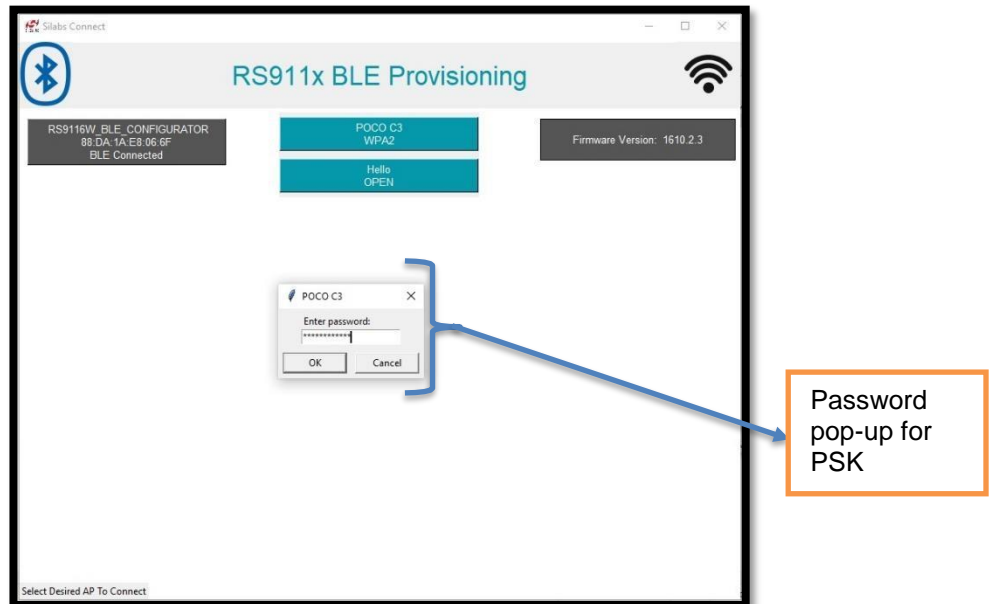 Silabs Connect
RS911x BLE Provisioning
RS9116W_BLE_CONFIGURATOR
88:DA:1A:E8:06:6F
BLE Connected
POCO C3
WPA2
Hello
OPEN
Firmware Version: 1610.2.3
POCO C3
Enter password:
************
OK
Cancel
Password
pop-up for
PSK
Select Desired AP To Connect